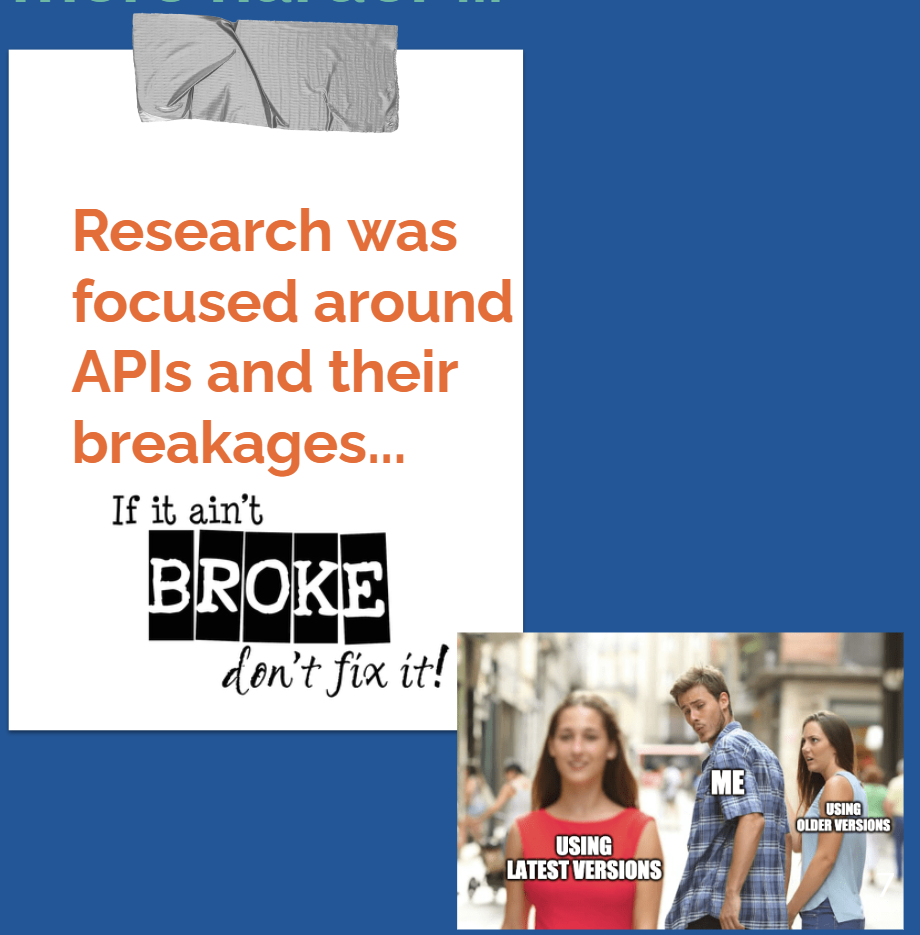 Research was
focused around
APIs and their
breakages...
If it ain't
BROKE
don't fix it!
ME
USING
OLDER VERSIONS
USING
LATEST VERSIONS
7